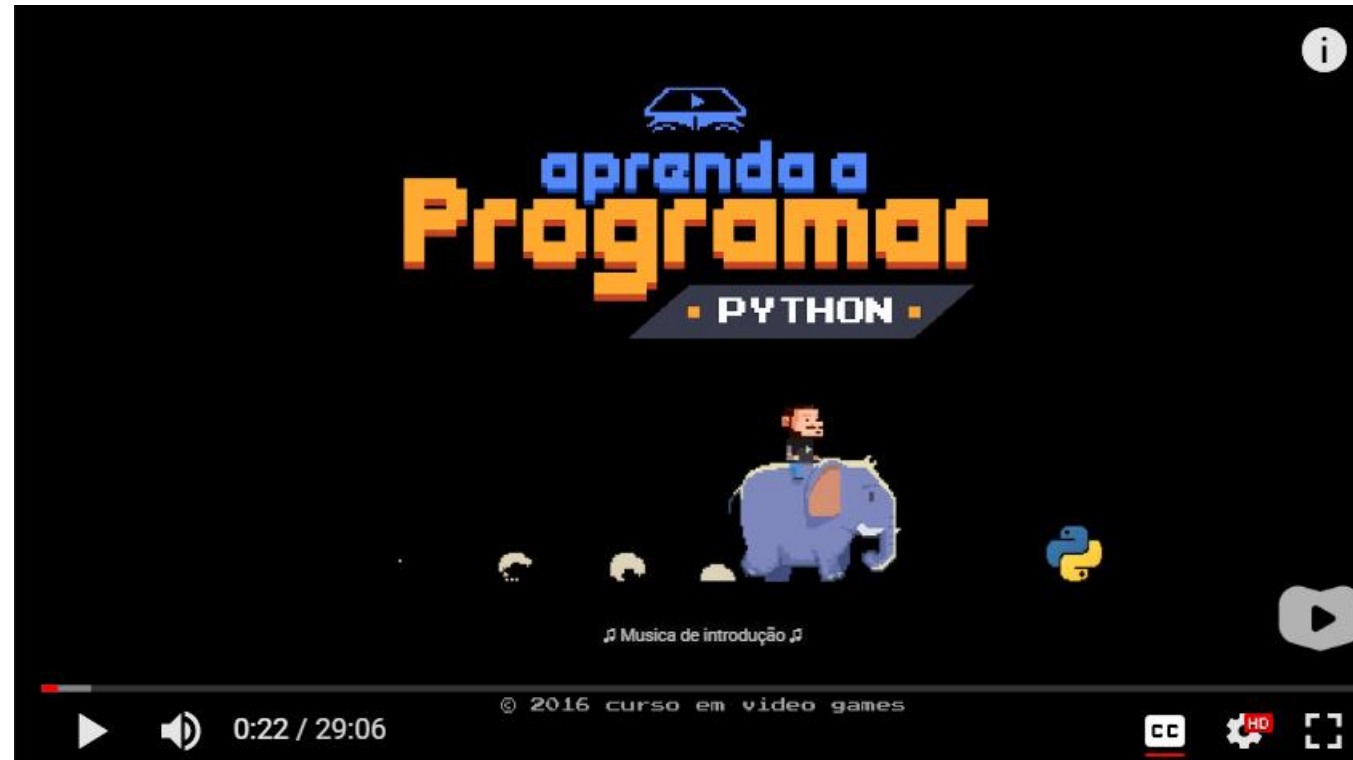 aprenda a
Programar
PYTHON
♫ Musica de introdução ♫
© 2016 curso em video games
0:22 / 29:06
CC
HD
i